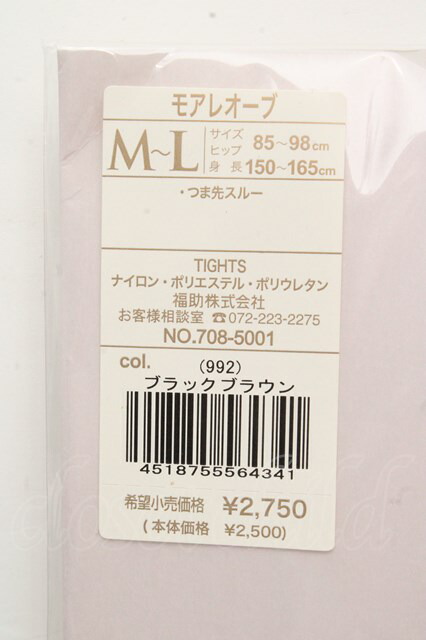 モアレオーブ
M~L
サイズ
ヒップ 85~98cm
身 長 150~165cm
・つま先スルー
TIGHTS
ナイロン・ポリエステル・ポリウレタン
福助株式会社
お客様相談室 ☎072-223-2275
NO.708-5001
col.
(992)
ブラックブラウン
4518755564341
希望小売価格 ¥2,750
(本体価格 ¥2,500)